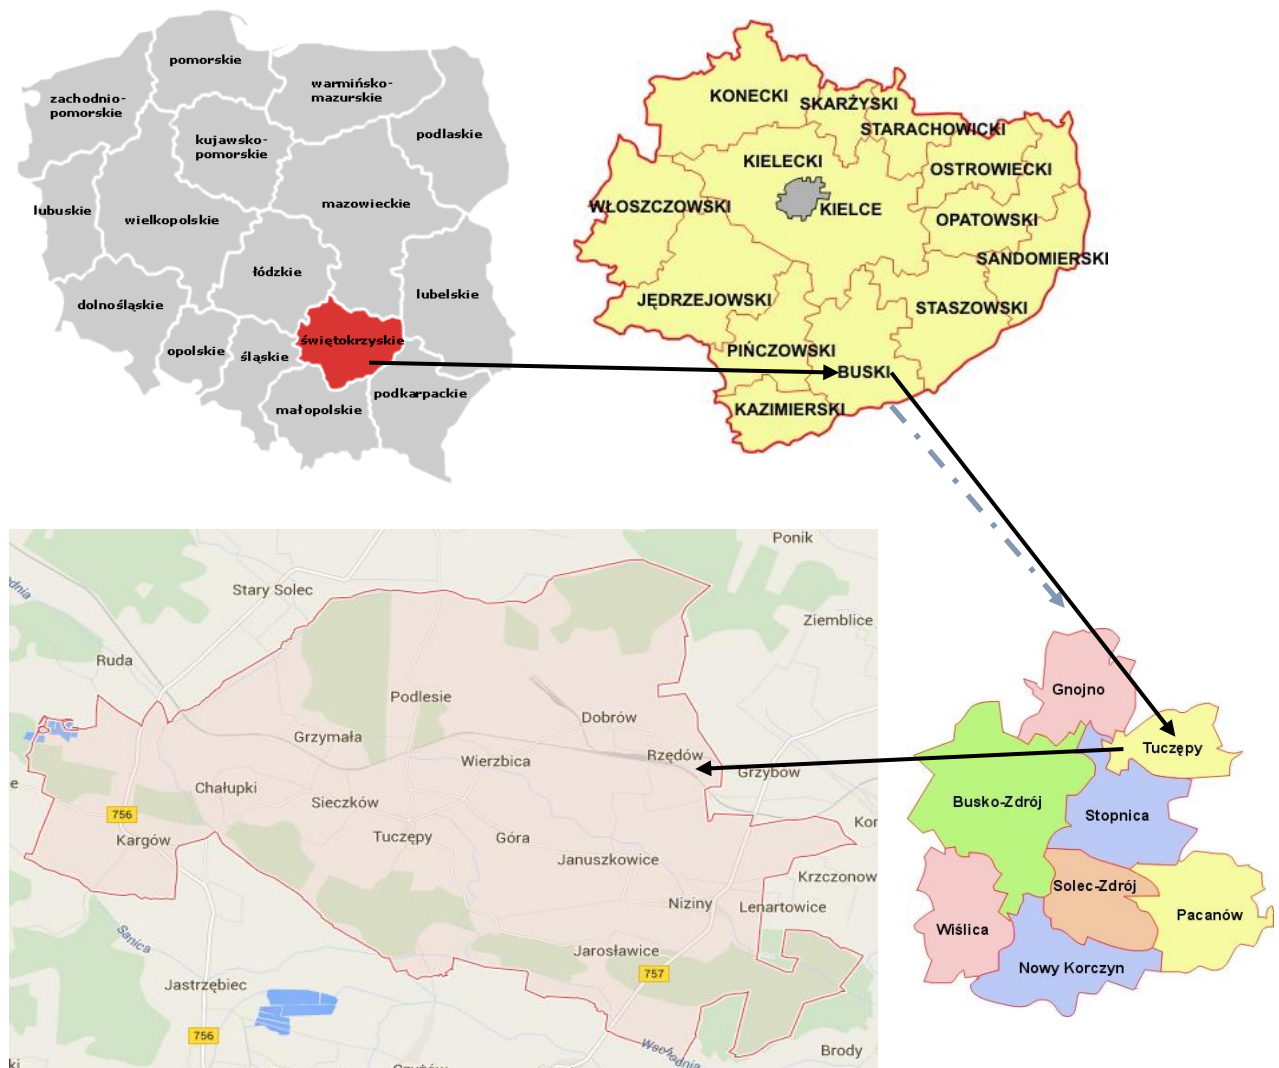 pomorskie
warmińsko-
mazurskie
zachodnio-
pomorskie
podlaskie
kujawsko-
pomorskie
lubuskie
wielkopolskie
mazowieckie
łódzkie
dolnośląskie
lubelskie
świętokrzyskie
opolskie
śląskie
małopolskie
podkarpackie
KONECKI
SKARŻYSKI
STARACHOWICKI
KIELECKI
OSTROWIECKI
WŁOSZCZOWSKI
KIELCE
OPATOWSKI
SANDOMIERSKI
JĘDRZEJOWSKI
STASZOWSKI
PIŃCZOWSKI
BUSKI
KAZIMIERSKI
Ponik
dnia
Stary Solec
Ziemblice
Ruda
Podlesie
Dobrów
Grzymała
Rzędów
Wierzbica
Grzybów
e
Chałupki
Sieczków
756
Kargów
Tuczępy
Góra
Kor
Januszkowice
Krzczonow
Niziny
Lenartowice
Sanica
Jarosławice
757
Jastrzębiec
756
Wschodnia
Brody
ki
Gnojno
Tuczępy
Busko-Zdrój
Stopnica
Solec-Zdrój
Pacanów
Wiślica
Nowy Korczyn